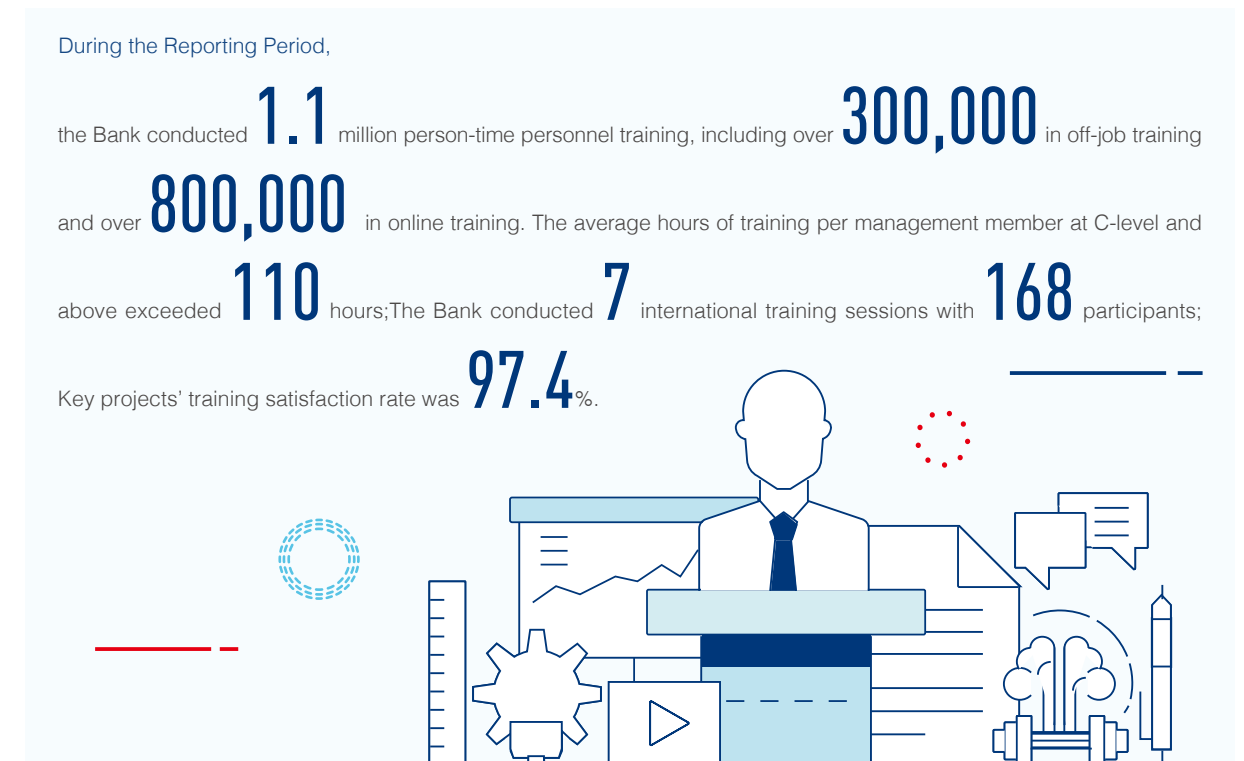 During the Reporting Period,
the Bank conducted 1.1 million person-time personnel training, including over 300,000 in off-job training
and over 800,000 in online training. The average hours of training per management member at C-level and
above exceeded 110 hours;The Bank conducted 7 international training sessions with 168 participants;
Key projects’ training satisfaction rate was 97.4%.